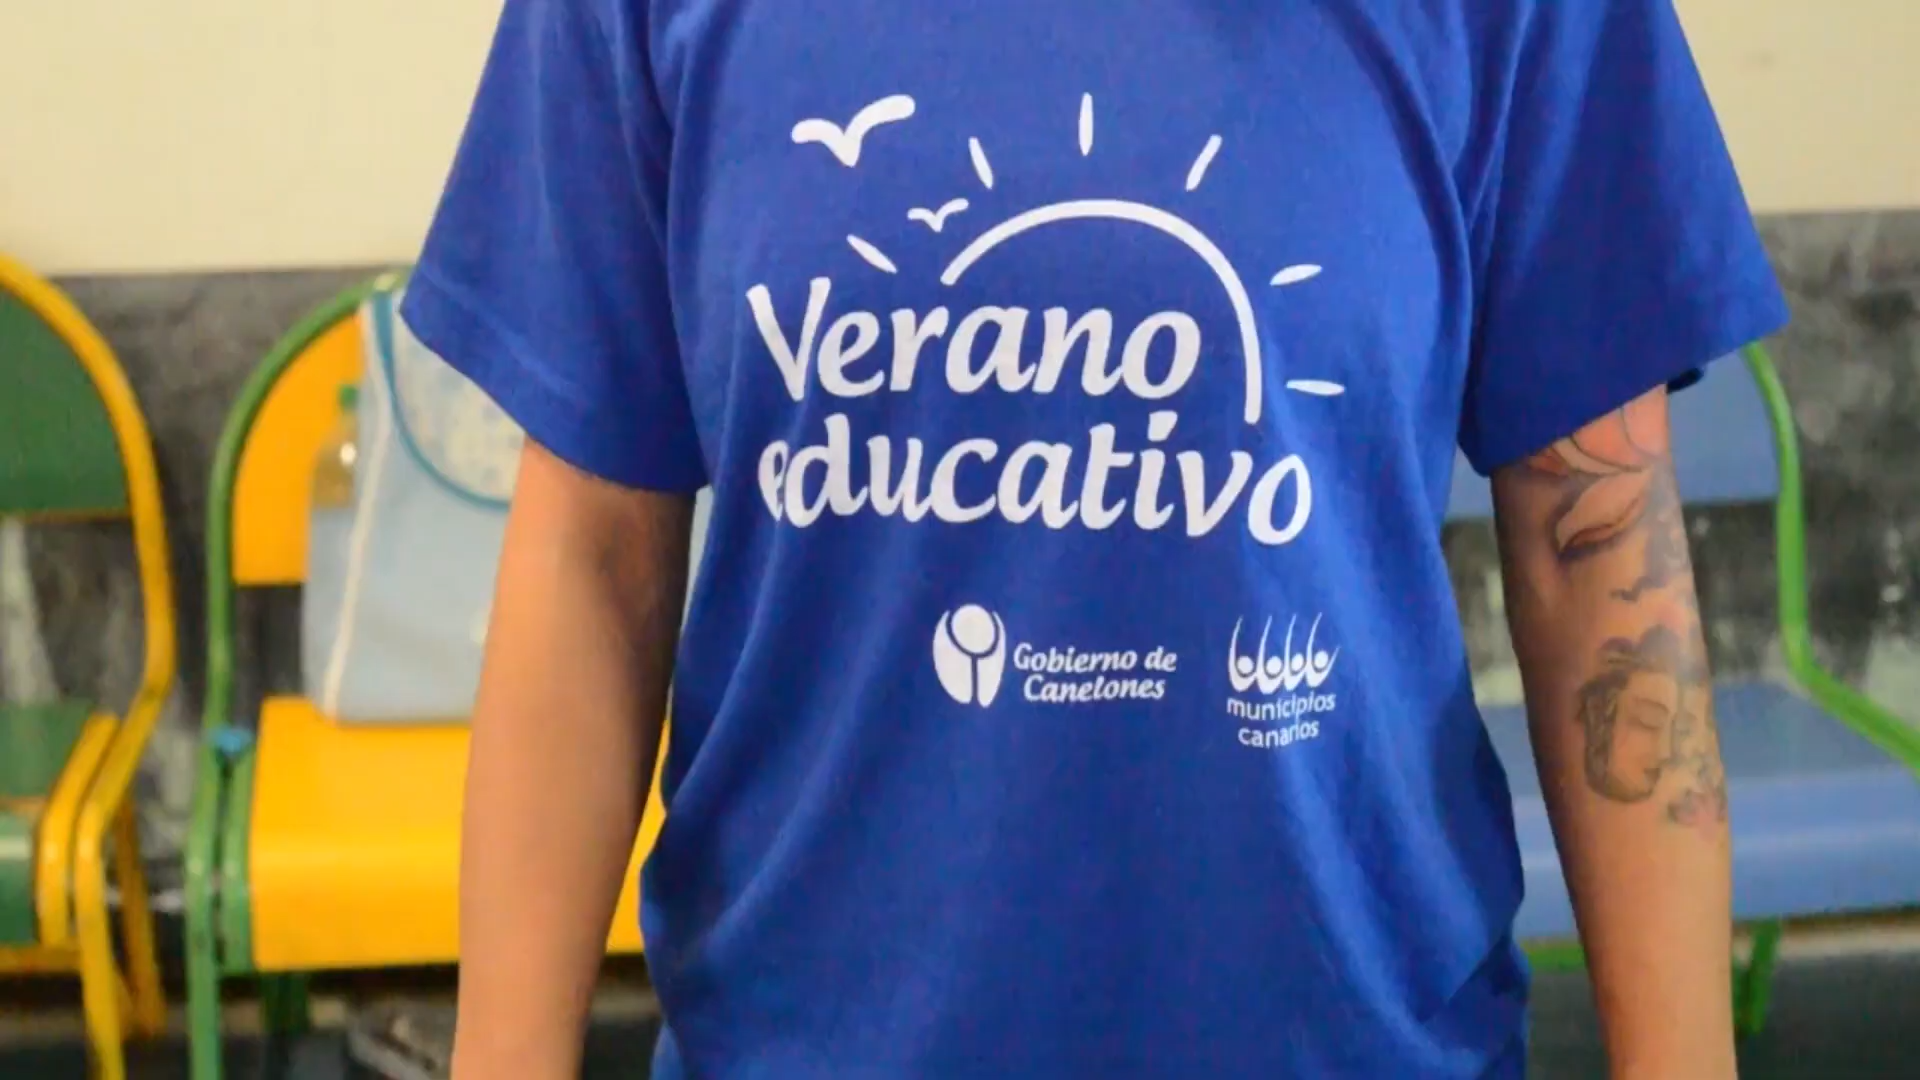 Verano
educativo
Gobierno de
Canelones
municipios
canarios